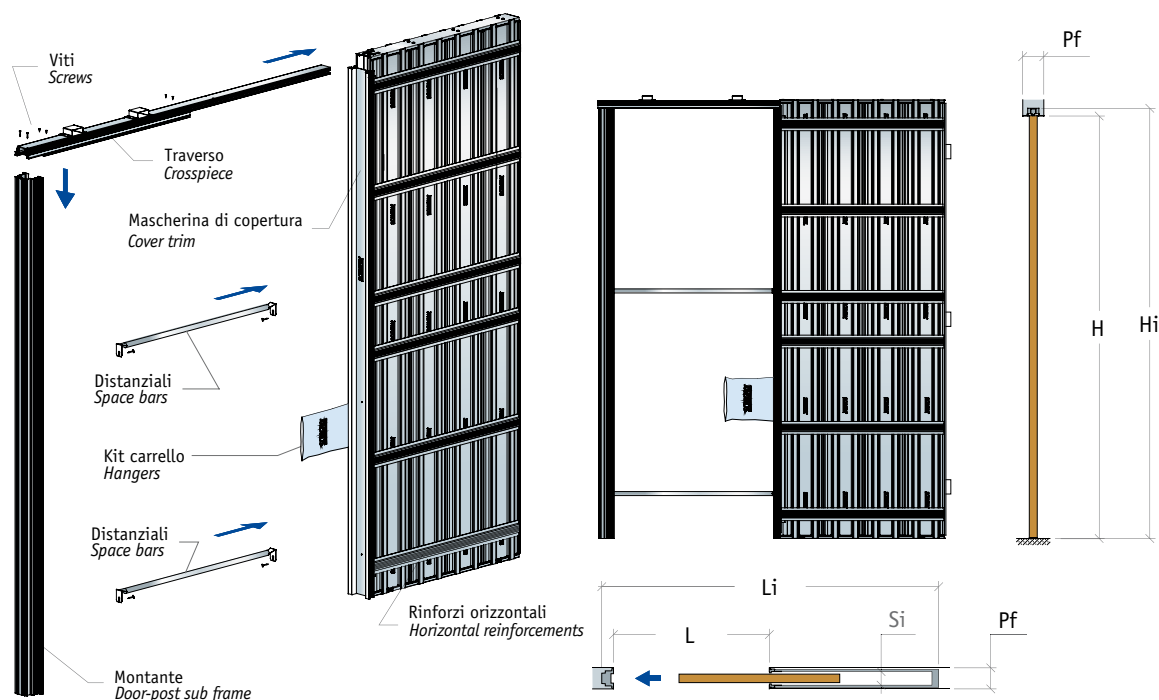 Viti
Screws
Traverso
Crosspiece
Mascherina di copertura
Cover trim
Distanziali
Space bars
Kit carrello
Hangers
Distanziali
Space bars
Rinforzi orizzontali
Horizontal reinforcements
Montante
Door-post sub frame
Pf
H
Hi
Li
Si
L
Pf